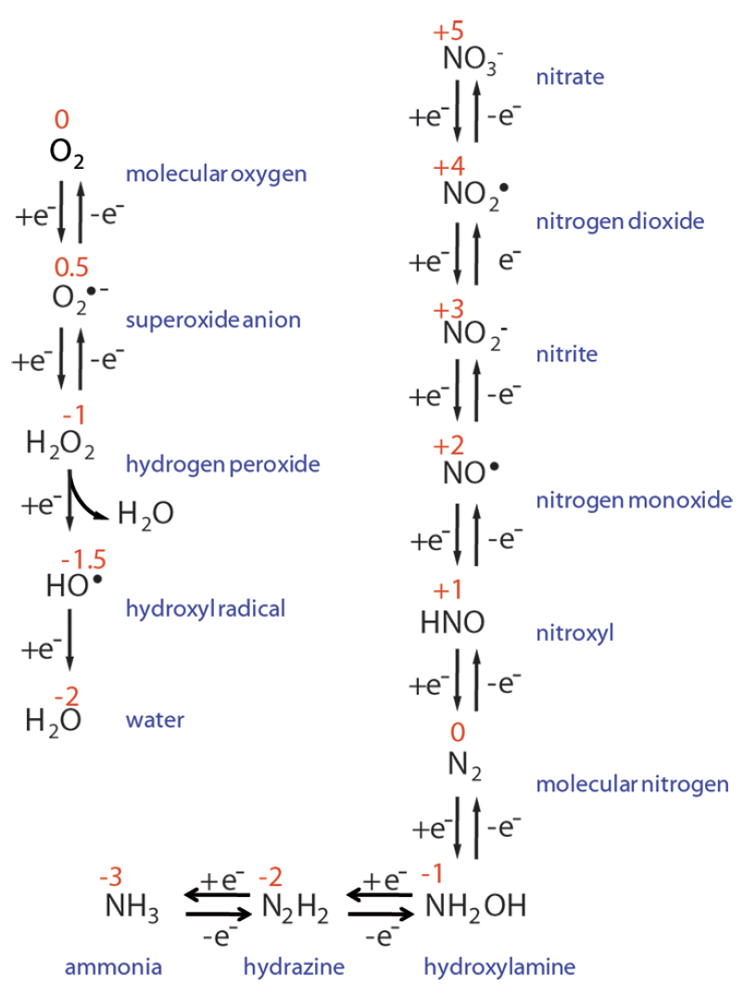 0
O₂
molecular oxygen
+e⁻ -e⁻
0.5
O₂•⁻
superoxide anion
+e⁻ -e⁻
-1
H₂O₂
hydrogen peroxide
+e⁻ H₂O
-1.5
HO•
hydroxyl radical
+e⁻
-2
H₂O water
+5
NO₃⁻
nitrate
+e⁻ -e⁻
+4
NO₂•
nitrogen dioxide
+e⁻ e⁻
+3
NO₂⁻
nitrite
+e⁻ -e⁻
+2
NO•
nitrogen monoxide
+e⁻ -e⁻
+1
HNO
nitroxyl
+e⁻ -e⁻
0
N₂
molecular nitrogen
+e⁻ -e⁻
-3 +e⁻ -2 +e⁻ -1
NH₃ N₂H₂ NH₂OH
-e⁻ -e⁻
ammonia hydrazine hydroxylamine